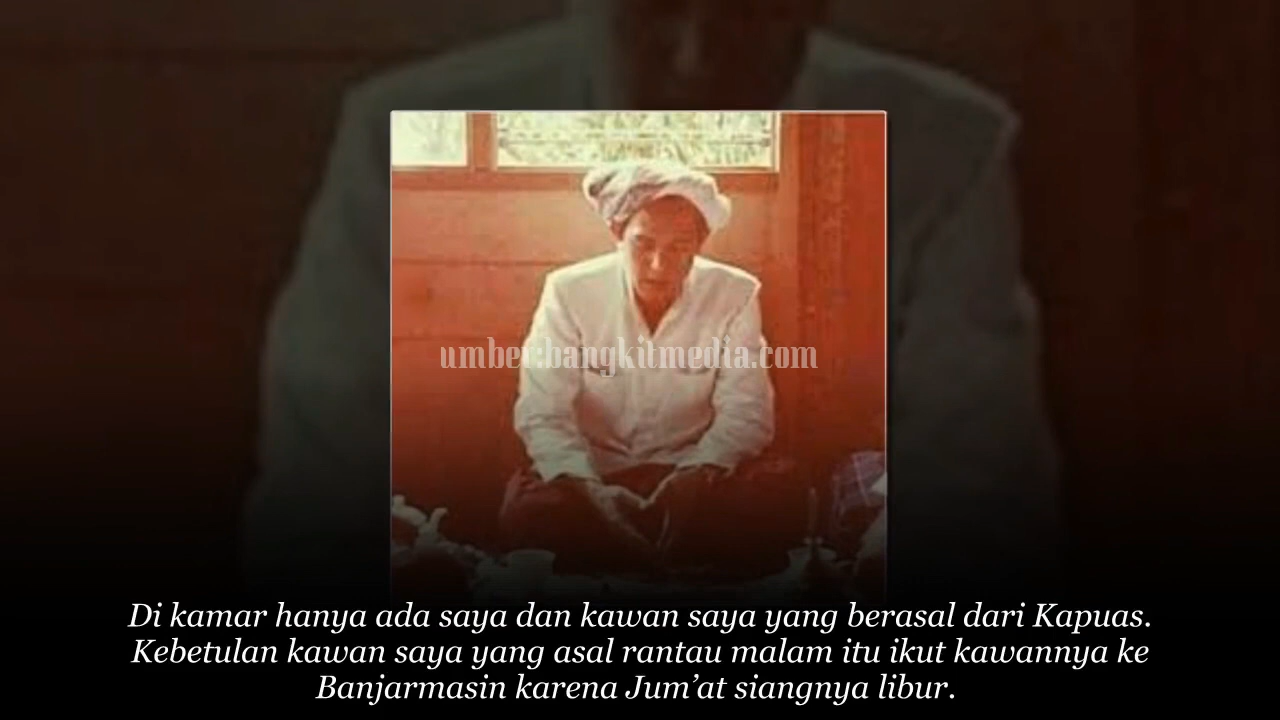 umber:bangkitmedia.com
Di kamar hanya ada saya dan kawan saya yang berasal dari Kapuas.
Kebetulan kawan saya yang asal rantau malam itu ikut kawannya ke
Banjarmasin karena Jum’at siangnya libur.